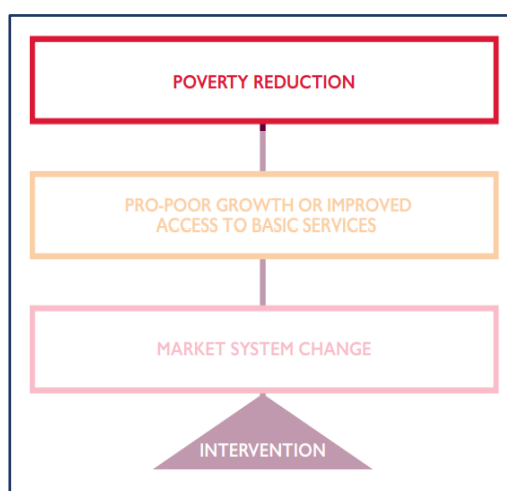 POVERTY REDUCTION
PRO-POOR GROWTH OR IMPROVED
ACCESS TO BASIC SERVICES
MARKET SYSTEM CHANGE
INTERVENTION